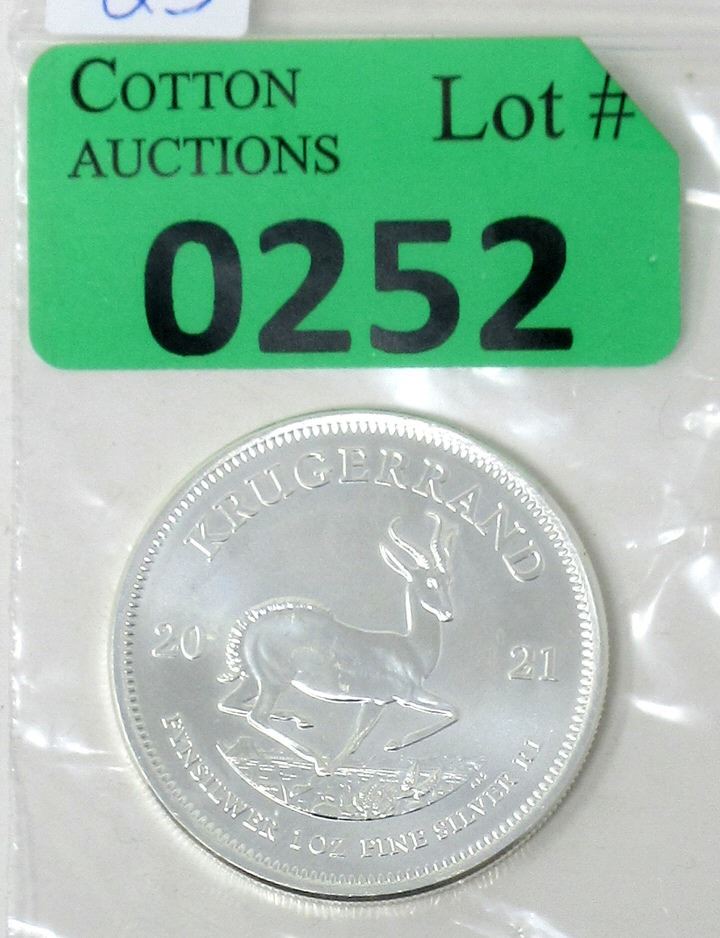 COTTON
AUCTIONS
Lot #
0252
KRUGERRAND
20 21
FYNSILWER 1 OZ FINE SILVER R1